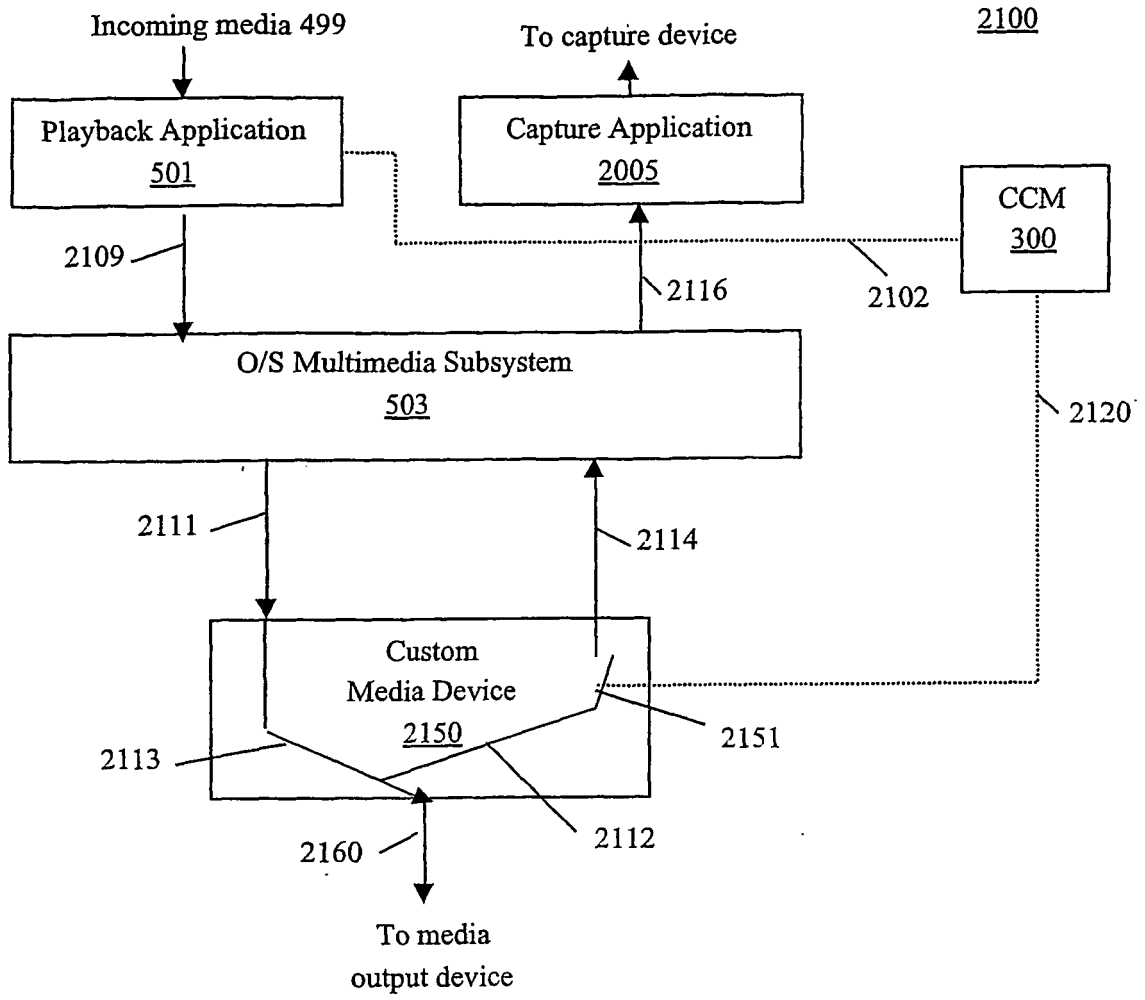 2100
Incoming media 499
To capture device
Playback Application
501
Capture Application
2005
CCM
300
2109
2116
2102
O/S Multimedia Subsystem
503
2120
2111
2114
Custom
Media Device
2150
2151
2113
2112
2160
To media
output device